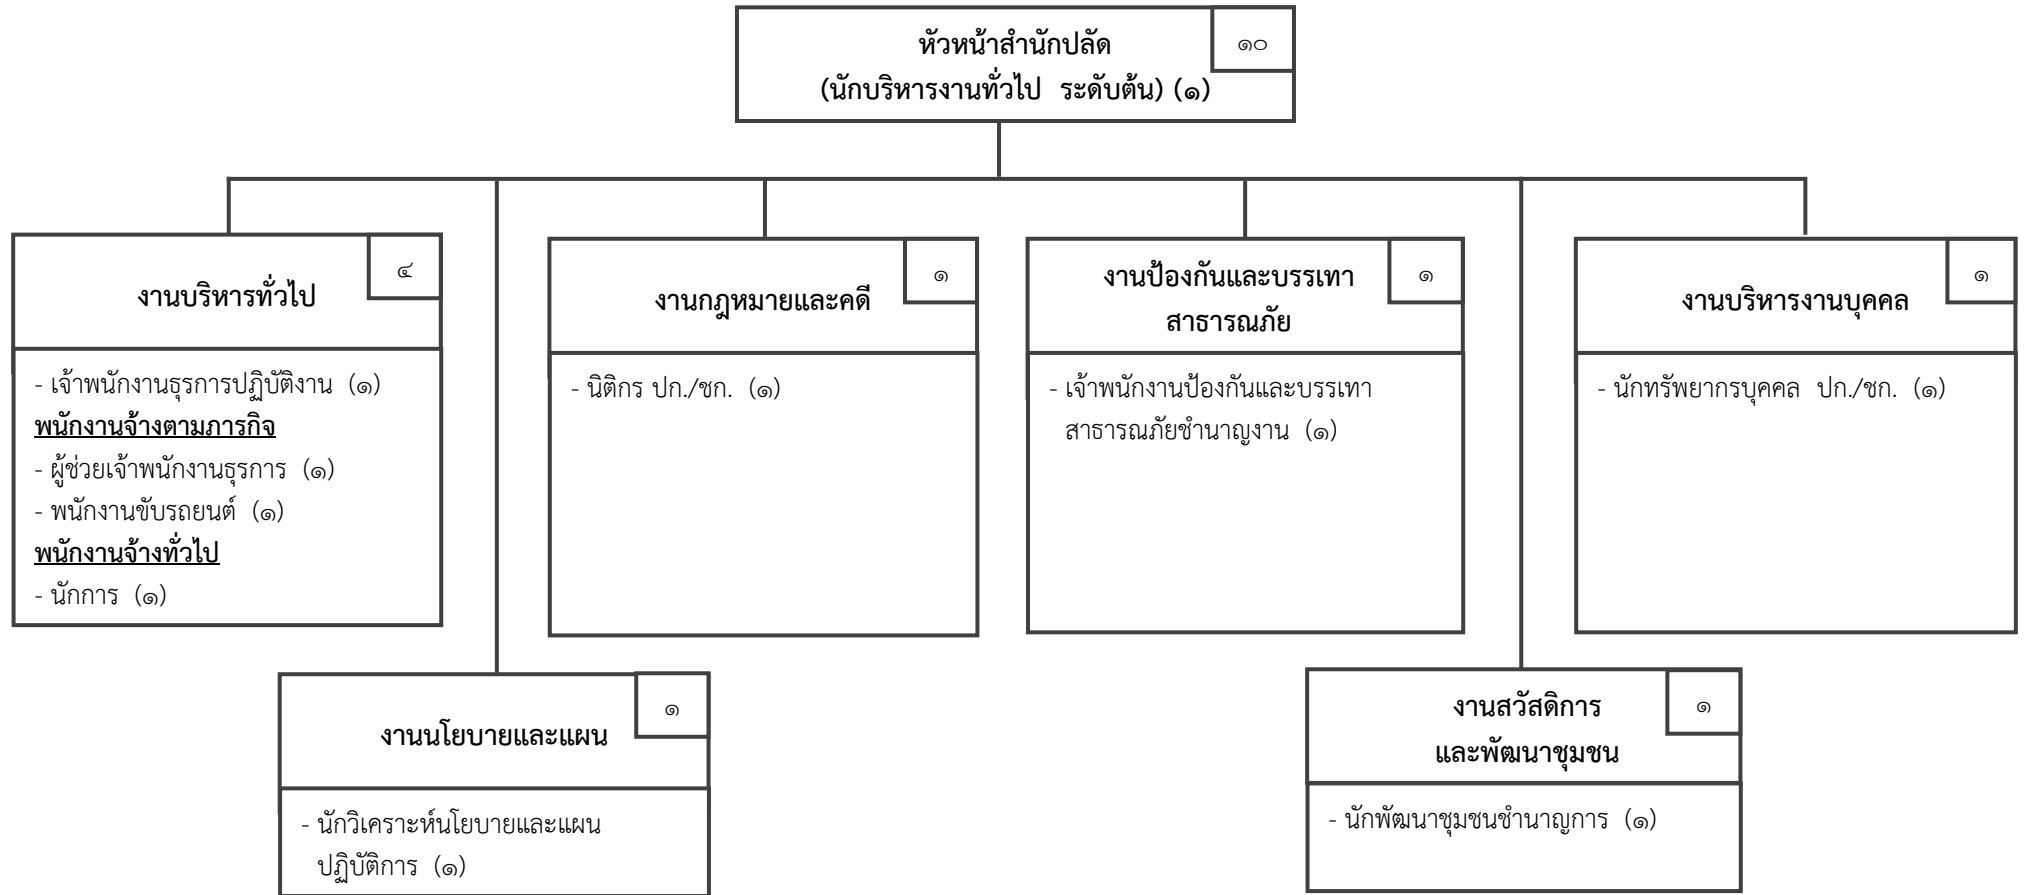 หัวหน้าสำนักปลัด
๑๐
(นักบริหารงานทั่วไป ระดับต้น) (๑)
งานบริหารทั่วไป
๔
- เจ้าพนักงานธุรการปฏิบัติงาน (๑)
พนักงานจ้างตามภารกิจ
- ผู้ช่วยเจ้าพนักงานธุรการ (๑)
- พนักงานขับรถยนต์ (๑)
พนักงานจ้างทั่วไป
- นักการ (๑)
งานกฎหมายและคดี
๑
- นิติกร ปก./ชก. (๑)
งานป้องกันและบรรเทา
สาธารณภัย
๑
- เจ้าพนักงานป้องกันและบรรเทา
สาธารณภัยชำนาญงาน (๑)
งานบริหารงานบุคคล
๑
- นักทรัพยากรบุคคล ปก./ชก. (๑)
งานนโยบายและแผน
๑
- นักวิเคราะห์นโยบายและแผน
ปฏิบัติการ (๑)
งานสวัสดิการ
และพัฒนาชุมชน
๑
- นักพัฒนาชุมชนชำนาญการ (๑)